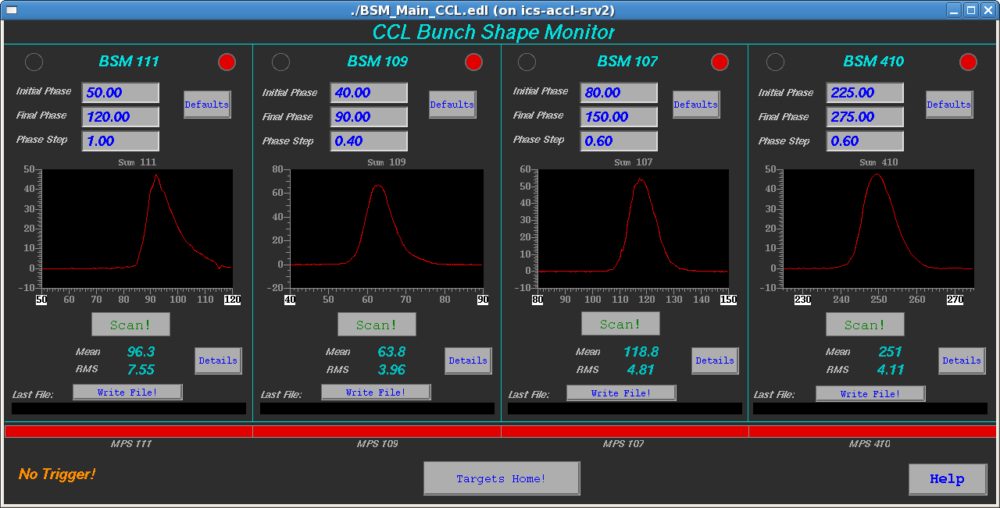 ./BSM_Main_CCL.edl (on ics-accl-srv2)
CCL Bunch Shape Monitor
BSM 111
Initial Phase 50.00
Defaults
Final Phase 120.00
Phase Step 1.00
Sum 111
50
40
30
20
10
0
-10
50 60 70 80 90 100 110 120
Scan!
Mean 96.3
RMS 7.55
Details
Last File: Write File!
BSM 109
Initial Phase 40.00
Defaults
Final Phase 90.00
Phase Step 0.40
Sum 109
80
60
40
20
0
-20
40 50 60 70 80 90
Scan!
Mean 63.8
RMS 3.96
Details
Last File: Write File!
BSM 107
Initial Phase 80.00
Defaults
Final Phase 150.00
Phase Step 0.60
Sum 107
60
50
40
30
20
10
0
-10
80 90 100 110 120 130 140 150
Scan!
Mean 118.8
RMS 4.81
Details
Last File: Write File!
BSM 410
Initial Phase 225.00
Defaults
Final Phase 275.00
Phase Step 0.60
Sum 410
50
40
30
20
10
0
-10
230 240 250 260 270
Scan!
Mean 251
RMS 4.11
Details
Last File: Write File!
MPS 111 MPS 109 MPS 107 MPS 410
No Trigger!
Targets Home!
Help